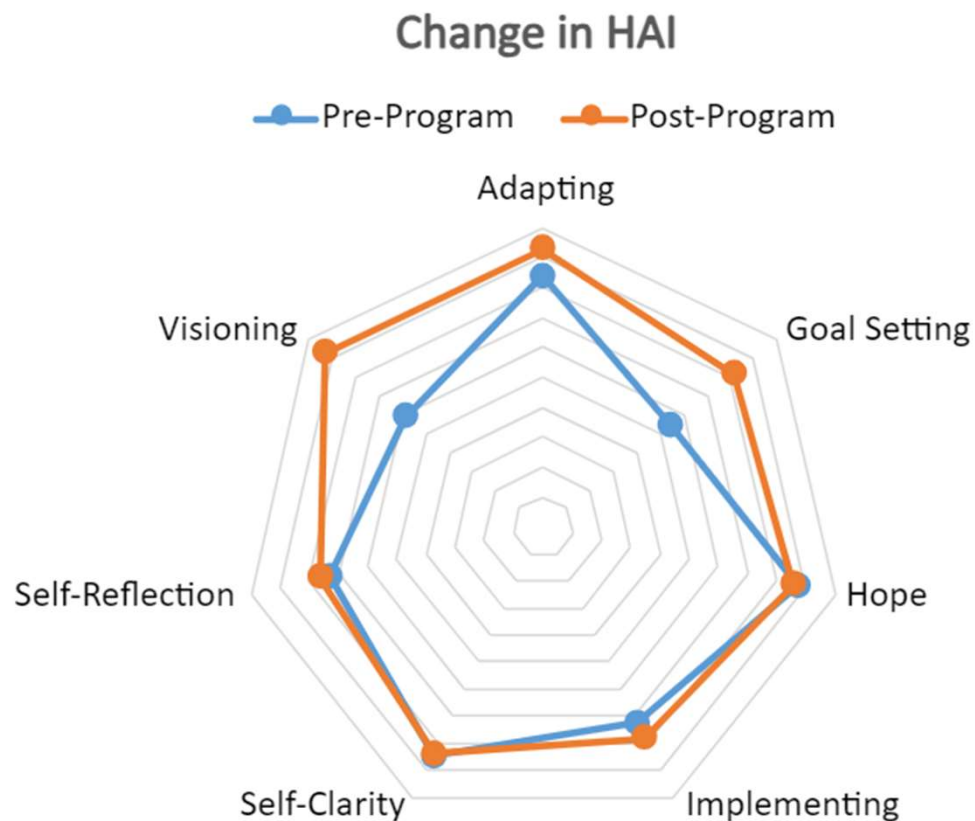 Change in HAI
Pre-Program Post-Program
Adapting
Visioning
Goal Setting
Self-Reflection
Hope
Self-Clarity
Implementing